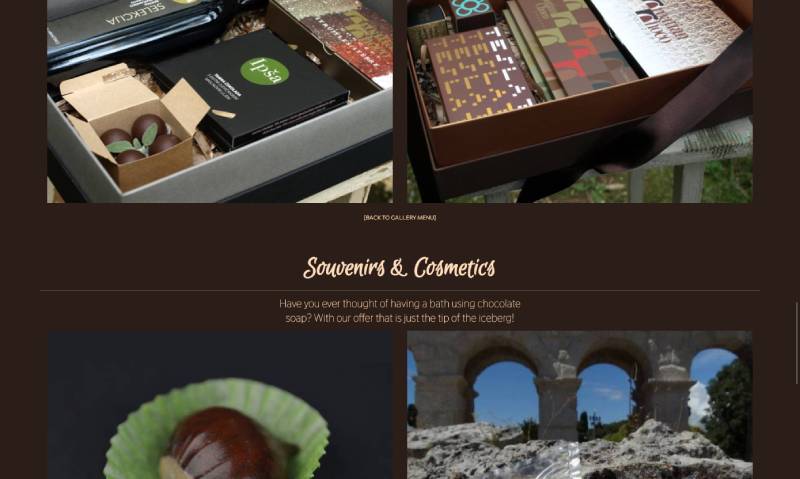 SELEKCIJA
Ipša
[BACK TO GALLERY MENU]
Souvenirs & Cosmetics
Have you ever thought of having a bath using chocolate
soap? With our offer that is just the tip of the iceberg!